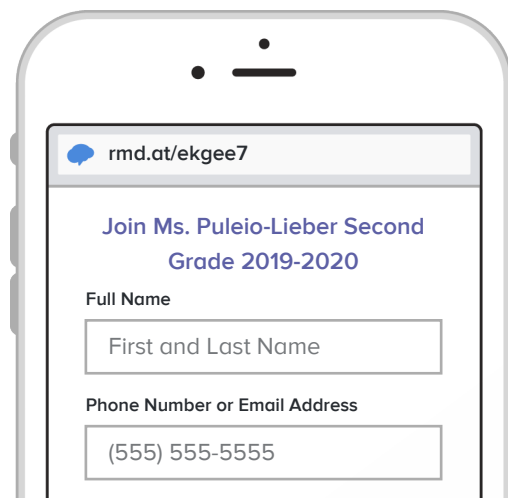 rmd.at/ekgee7
Join Ms. Puleio-Lieber Second
Grade 2019-2020
Full Name
First and Last Name
Phone Number or Email Address
(555) 555-5555